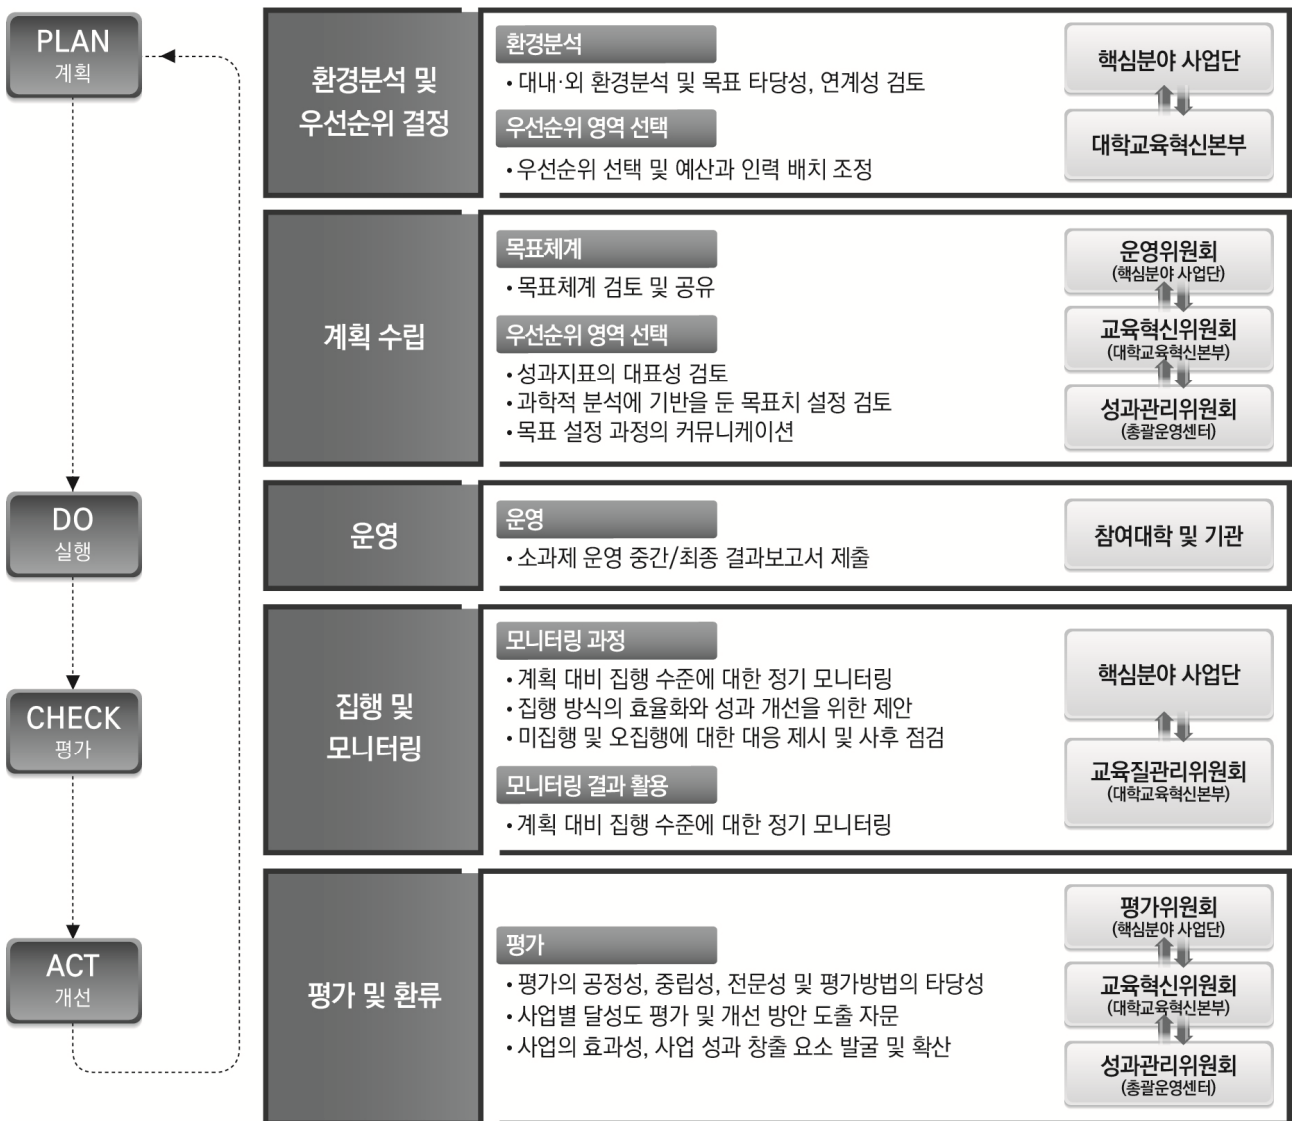 PLAN
계획
환경분석 및
우선순위 결정
환경분석
• 대내·외 환경분석 및 목표 타당성, 연계성 검토
우선순위 영역 선택
• 우선순위 선택 및 예산과 인력 배치 조정
핵심분야 사업단
대학교육혁신본부
계획 수립
목표체계
• 목표체계 검토 및 공유
우선순위 영역 선택
• 성과지표의 대표성 검토
• 과학적 분석에 기반을 둔 목표치 설정 검토
• 목표 설정 과정의 커뮤니케이션
운영위원회
(핵심분야 사업단)
교육혁신위원회
(대학교육혁신본부)
성과관리위원회
(총괄운영센터)
DO
실행
운영
운영
• 소과제 운영 중간/최종 결과보고서 제출
참여대학 및 기관
CHECK
평가
집행 및
모니터링
모니터링 과정
• 계획 대비 집행 수준에 대한 정기 모니터링
• 집행 방식의 효율화와 성과 개선을 위한 제안
• 미집행 및 오집행에 대한 대응 제시 및 사후 점검
모니터링 결과 활용
• 계획 대비 집행 수준에 대한 정기 모니터링
핵심분야 사업단
교육질관리위원회
(대학교육혁신본부)
ACT
개선
평가 및 환류
평가
• 평가의 공정성, 중립성, 전문성 및 평가방법의 타당성
• 사업별 달성도 평가 및 개선 방안 도출 자문
• 사업의 효과성, 사업 성과 창출 요소 발굴 및 확산
평가위원회
(핵심분야 사업단)
교육혁신위원회
(대학교육혁신본부)
성과관리위원회
(총괄운영센터)